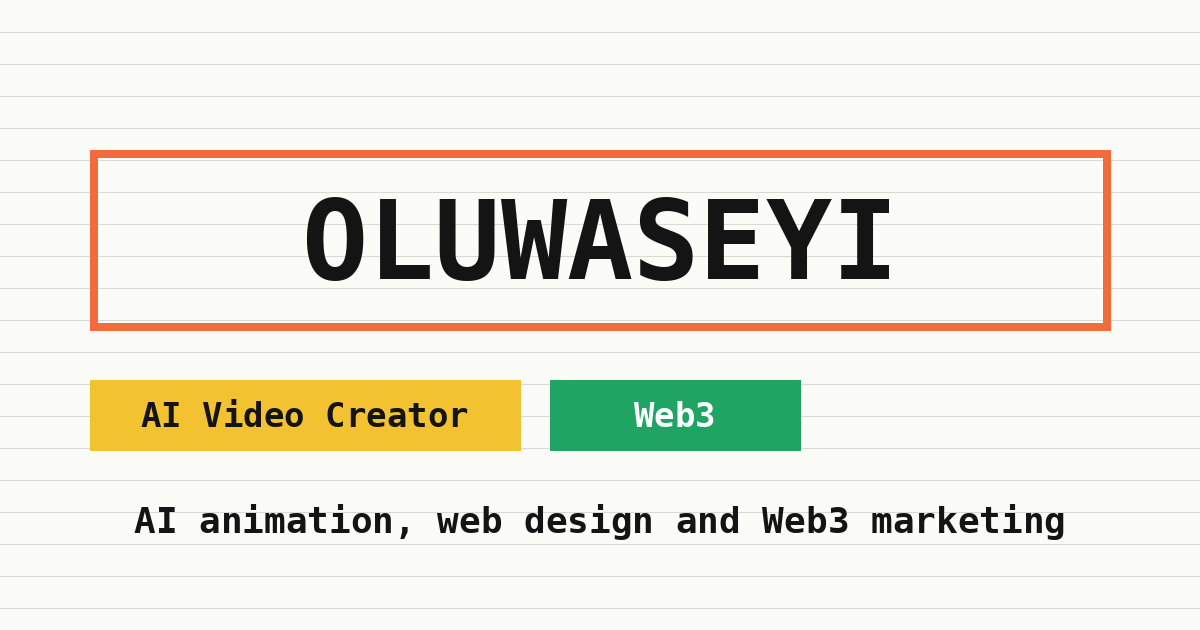 OLUWASEYI
AI Video Creator
Web3
AI animation, web design and Web3 marketing